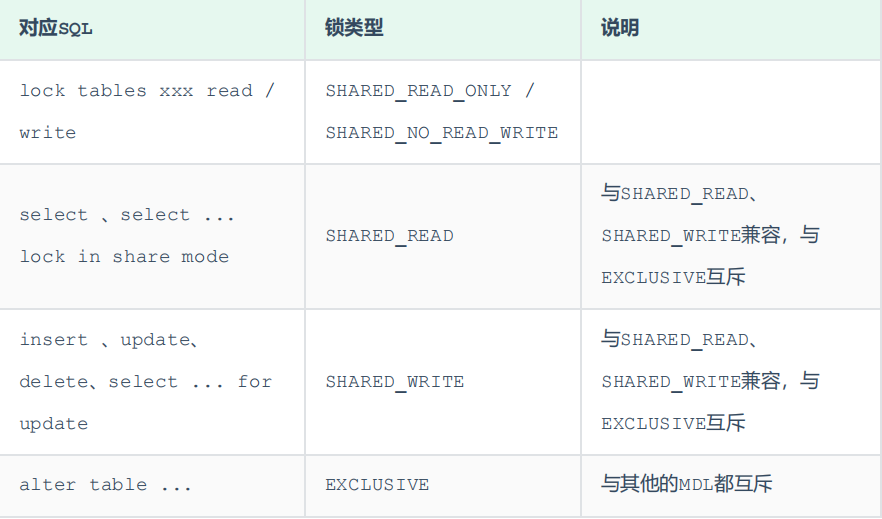 对应SQL
锁类型
说明
lock tables xxx read /
write
SHARED_READ_ONLY /
SHARED_NO_READ_WRITE
select 、select ...
lock in share mode
SHARED_READ
与SHARED_READ、
SHARED_WRITE兼容，与
EXCLUSIVE互斥
insert 、update、
delete、select ... for
update
SHARED_WRITE
与SHARED_READ、
SHARED_WRITE兼容，与
EXCLUSIVE互斥
alter table ...
EXCLUSIVE
与其他的MDL都互斥